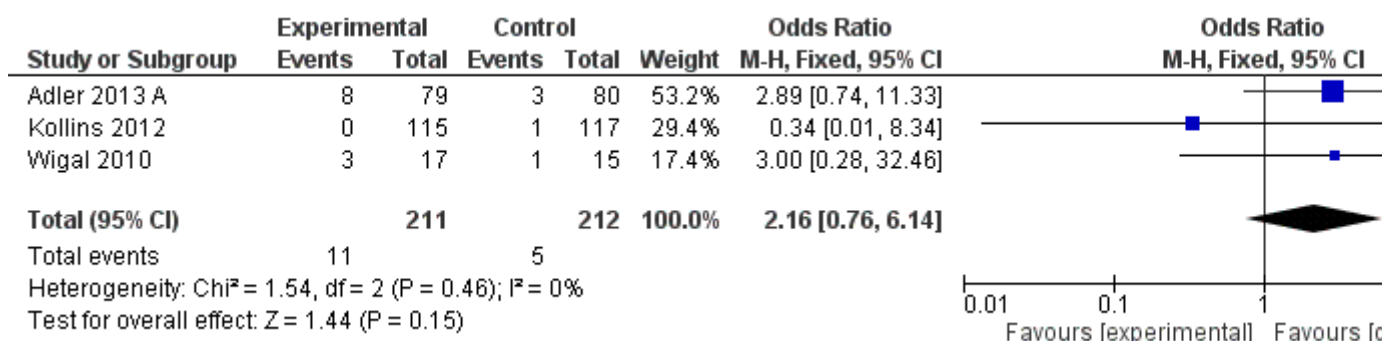 Experimental Control Odds Ratio Odds Ratio
Study or Subgroup Events Total Events Total Weight M-H, Fixed, 95% CI M-H, Fixed, 95% CI
Adler 2013 A 8 79 3 80 53.2% 2.89 [0.74, 11.33]
Kollins 2012 0 115 1 117 29.4% 0.34 [0.01, 8.34]
Wigal 2010 3 17 1 15 17.4% 3.00 [0.28, 32.46]
Total (95% CI) 211 212 100.0% 2.16 [0.76, 6.14]
Total events 11 5
Heterogeneity: Chi² = 1.54, df = 2 (P = 0.46); I² = 0%
Test for overall effect: Z = 1.44 (P = 0.15)
0.01 0.1 1
Favours [experimental] Favours